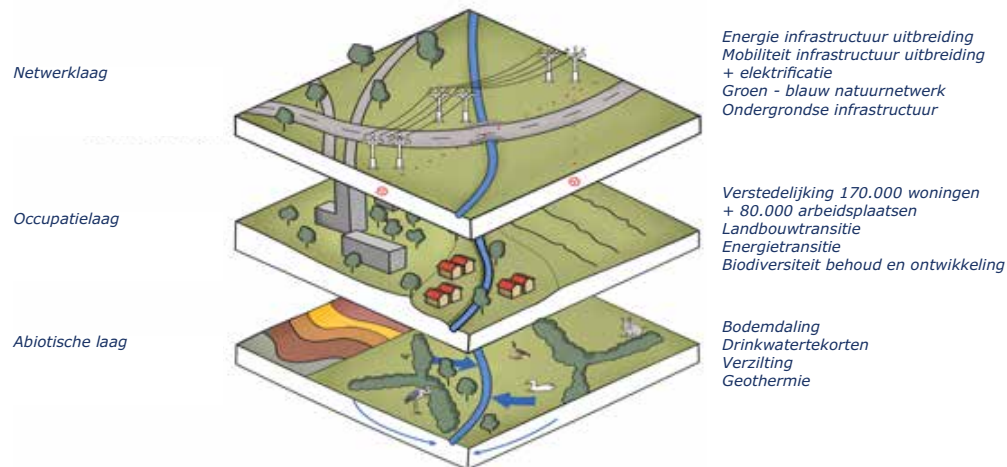 Netwerklaag
Energie infrastructuur uitbreiding
Mobiliteit infrastructuur uitbreiding
+ elektrificatie
Groen - blauw natuurnetwerk
Ondergrondse infrastructuur
Occupatielaag
Verstedelijking 170.000 woningen
+ 80.000 arbeidsplaatsen
Landbouwtransitie
Energietransitie
Biodiversiteit behoud en ontwikkeling
Abiotische laag
Bodemdaling
Drinkwatertekorten
Verzilting
Geothermie